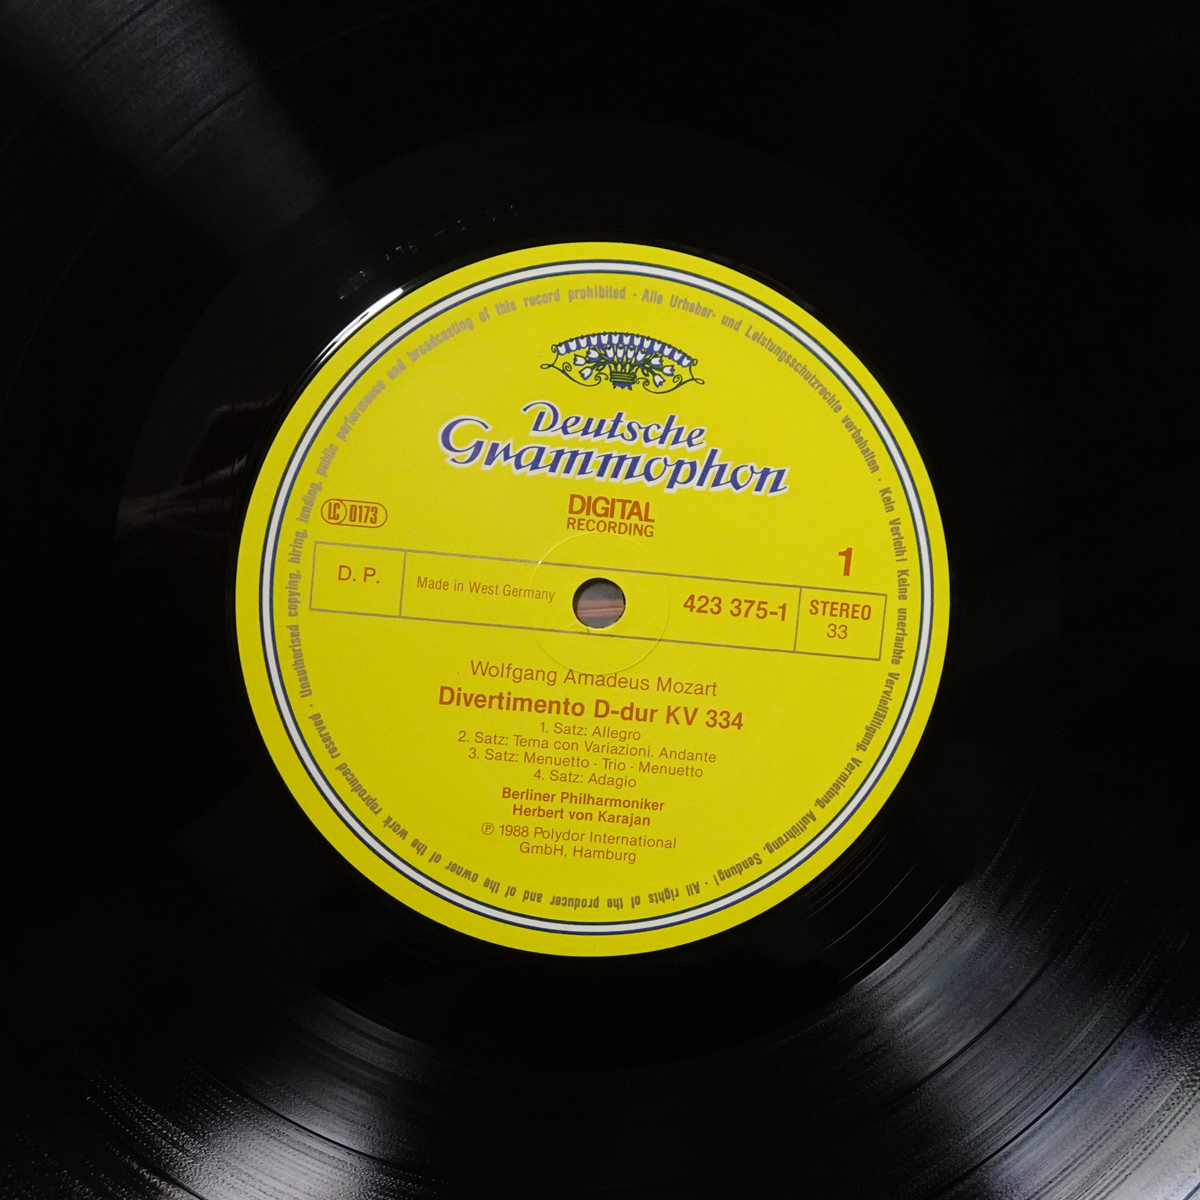 Deutsche
Grammophon
DIGITAL
RECORDING
LC 0173
1
D. P.
Made in West Germany
423 375-1
STEREO
33
Wolfgang Amadeus Mozart
Divertimento D-dur KV 334
1. Satz: Allegro
2. Satz: Tema con Variazioni. Andante
3. Satz: Menuetto - Trio - Menuetto
4. Satz: Adagio
Berliner Philharmoniker
Herbert von Karajan
℗ 1988 Polydor International
GmbH, Hamburg
Alle Urheber- und Leistungsschutzrechte vorbehalten · Kein Verleih! Keine unerlaubte Vervielfältigung, Vermietung, Aufführung, Sendung! · All rights of the producer and of the owner of the work reproduced reserved · Unauthorised copying, hiring, lending, public performance and broadcasting of this record prohibited ·